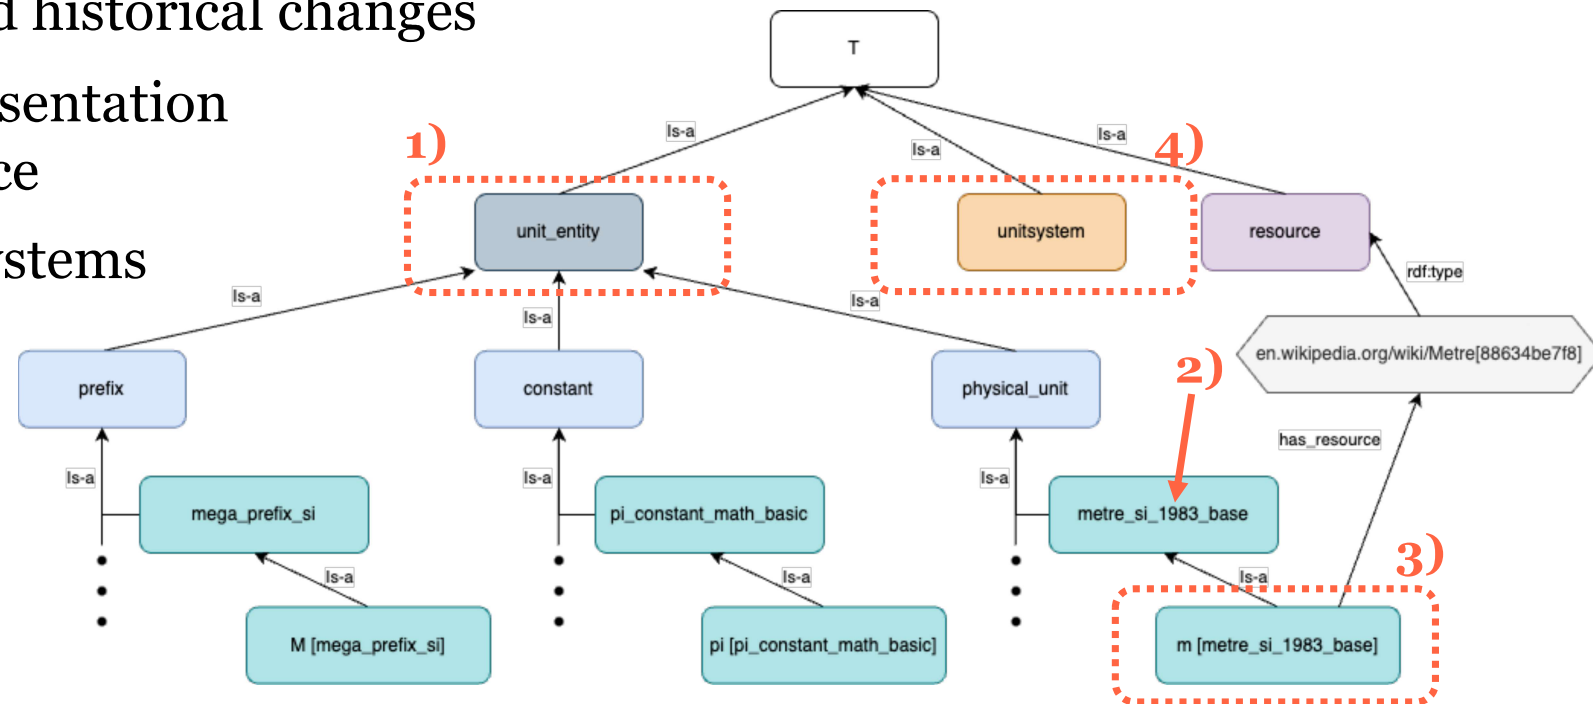 d historical changes
T
sentation
1)
Is-a
Is-a
Is-a
4)
ce
unit_entity
unitsystem
resource
ystems
rdf:type
Is-a
Is-a
Is-a
en.wikipedia.org/wiki/Metre[88634be7f8]
2)
prefix
constant
physical_unit
has_resource
Is-a
Is-a
Is-a
mega_prefix_si
pi_constant_math_basic
metre_si_1983_base
3)
Is-a
Is-a
Is-a
M [mega_prefix_si]
pi [pi_constant_math_basic]
m [metre_si_1983_base]